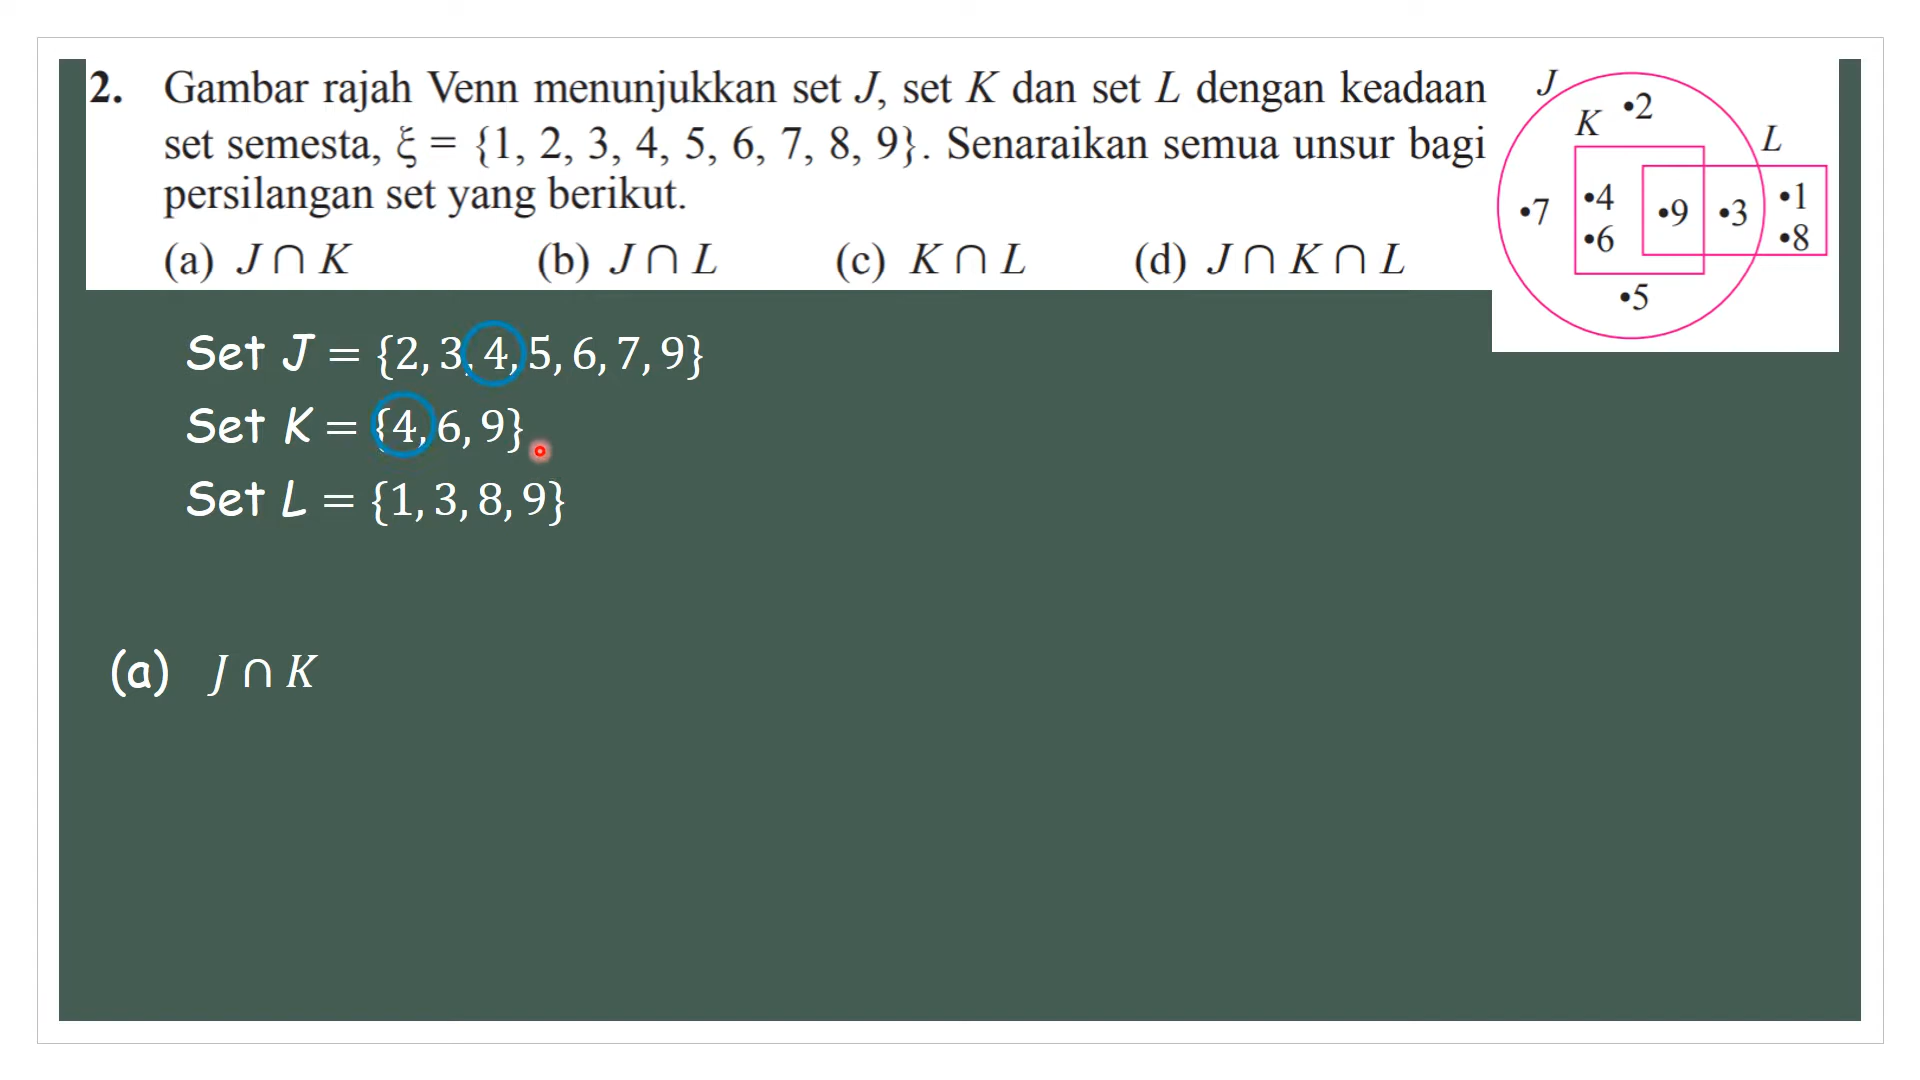 2. Gambar rajah Venn menunjukkan set J, set K dan set L dengan keadaan
set semesta, ξ = {1, 2, 3, 4, 5, 6, 7, 8, 9}. Senaraikan semua unsur bagi
persilangan set yang berikut.
(a) J ∩ K (b) J ∩ L (c) K ∩ L (d) J ∩ K ∩ L
J
•2
K
L
•7
•4
•6
•9
•3
•1
•8
•5
Set J = {2, 3, 4, 5, 6, 7, 9}
Set K = {4, 6, 9}
Set L = {1, 3, 8, 9}
(a) J ∩ K